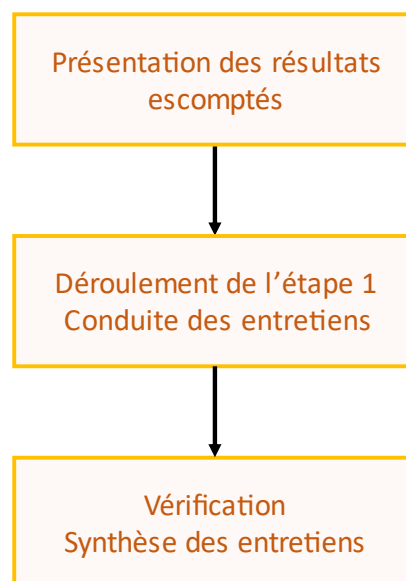 Présentation des résultats
escomptés
Déroulement de l’étape 1
Conduite des entretiens
Vérification
Synthèse des entretiens